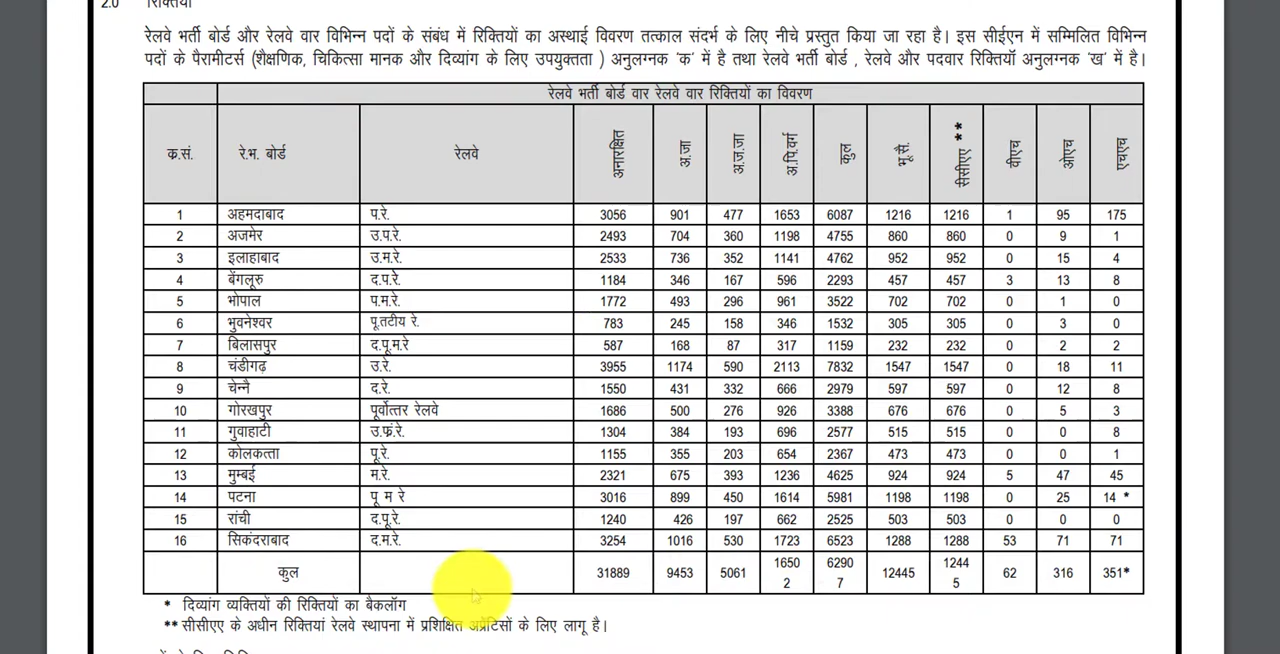 2.0 रिक्तियां
रेलवे भर्ती बोर्ड और रेलवे वार विभिन्न पदों के संबंध में रिक्तियों का अस्थाई विवरण तत्काल संदर्भ के लिए नीचे प्रस्तुत किया जा रहा है। इस सीईएन में सम्मिलित विभिन्न
पदों के पैरामीटर्स (शैक्षणिक, चिकित्सा मानक और दिव्यांग के लिए उपयुक्तता ) अनुलग्नक 'क' में है तथा रेलवे भर्ती बोर्ड , रेलवे और पदवार रिक्तियॉ अनुलग्नक 'ख' में है।
रेलवे भर्ती बोर्ड वार रेलवे वार रिक्तियों का विवरण
क्र.सं. रे.भ. बोर्ड रेलवे अनारक्षित अ.जा अ.ज.जा अ.पि.वर्ग कुल भू.सै. सीसीएए ** वीएच ओएच एचएच
1 अहमदाबाद प.रे. 3056 901 477 1653 6087 1216 1216 1 95 175
2 अजमेर उ.प.रे. 2493 704 360 1198 4755 860 860 0 9 1
3 इलाहाबाद उ.म.रे. 2533 736 352 1141 4762 952 952 0 15 4
4 बेंगलूरु द.प.रे. 1184 346 167 596 2293 457 457 3 13 8
5 भोपाल प.म.रे. 1772 493 296 961 3522 702 702 0 1 0
6 भुवनेश्वर पू.तटीय रे. 783 245 158 346 1532 305 305 0 3 0
7 बिलासपुर द.पू.म.रे 587 168 87 317 1159 232 232 0 2 2
8 चंडीगढ़ उ.रे. 3955 1174 590 2113 7832 1547 1547 0 18 11
9 चेन्नै द.रे. 1550 431 332 666 2979 597 597 0 12 8
10 गोरखपुर पूर्वोत्तर रेलवे 1686 500 276 926 3388 676 676 0 5 3
11 गुवाहाटी उ.फ्रं.रे. 1304 384 193 696 2577 515 515 0 0 8
12 कोलकत्ता पू.रे. 1155 355 203 654 2367 473 473 0 0 1
13 मुम्बई म.रे. 2321 675 393 1236 4625 924 924 5 47 45
14 पटना पू म रे 3016 899 450 1614 5981 1198 1198 0 25 14 *
15 रांची द.पू.रे. 1240 426 197 662 2525 503 503 0 0 0
16 सिकंदराबाद द.म.रे. 3254 1016 530 1723 6523 1288 1288 53 71 71
कुल 31889 9453 5061 16502 62907 12445 12445 62 316 351*
* दिव्यांग व्यक्तियों की रिक्तियों का बैकलॉग
** सीसीएए के अधीन रिक्तियां रेलवे स्थापना में प्रशिक्षित अप्रेंटिसों के लिए लागू है।